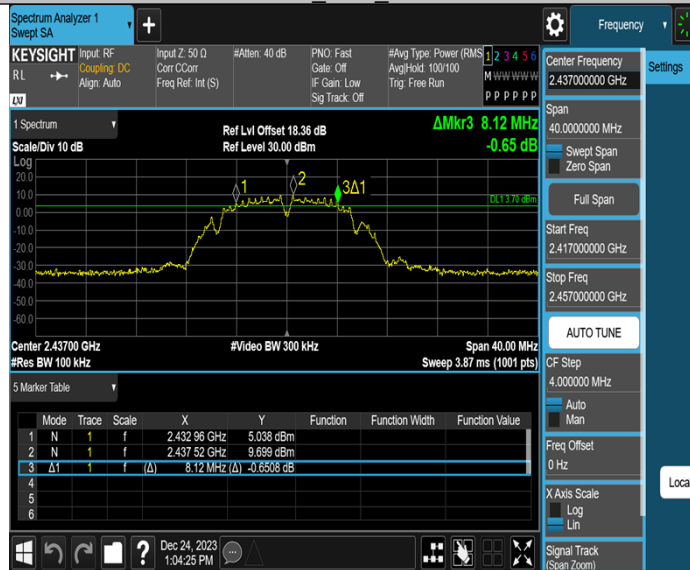 Spectrum Analyzer 1
Swept SA
+
Frequency
KEYSIGHT
RL
LXI
Input: RF
Coupling: DC
Align: Auto
Input Z: 50 Ω
Corr CCorr
Freq Ref: Int (S)
#Atten: 40 dB
PNO: Fast
Gate: Off
IF Gain: Low
Sig Track: Off
#Avg Type: Power (RMS
Avg|Hold: 100/100
Trig: Free Run
1 2 3 4 5 6
M W W W W W
P P P P P P
1 Spectrum
Scale/Div 10 dB
Ref Lvl Offset 18.36 dB
Ref Level 30.00 dBm
ΔMkr3 8.12 MHz
-0.65 dB
Log
20.0
10.0
0.00
-10.0
-20.0
-30.0
-40.0
-50.0
-60.0
1
2
3Δ1
DL1 3.70 dBm
Center 2.43700 GHz
#Res BW 100 kHz
#Video BW 300 kHz
Span 40.00 MHz
Sweep 3.87 ms (1001 pts)
5 Marker Table
Mode Trace Scale X Y Function Function Width Function Value
1 N 1 f 2.432 96 GHz 5.038 dBm
2 N 1 f 2.437 52 GHz 9.699 dBm
3 Δ1 1 f (Δ) 8.12 MHz (Δ) -0.6508 dB
4
5
6
?
Dec 24, 2023
1:04:25 PM
Center Frequency
2.437000000 GHz
Settings
Span
40.0000000 MHz
Swept Span
Zero Span
Full Span
Start Freq
2.417000000 GHz
Stop Freq
2.457000000 GHz
AUTO TUNE
CF Step
4.000000 MHz
Auto
Man
Freq Offset
0 Hz
X Axis Scale
Log
Lin
Loca
Signal Track
(Span Zoom)